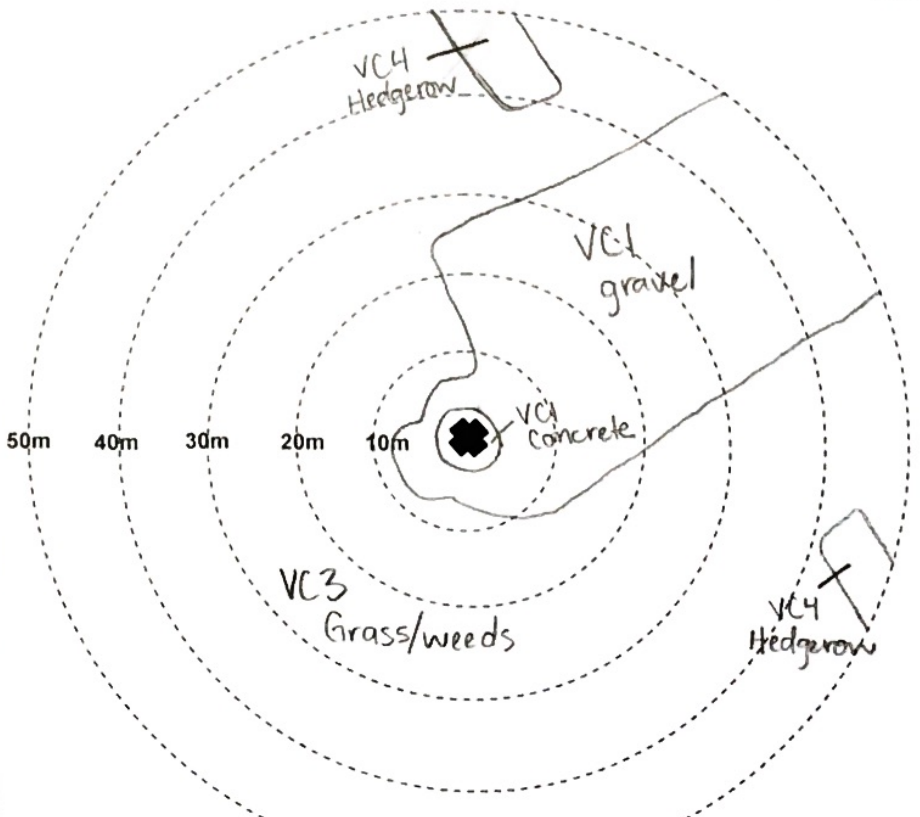 VC4
Hedgerow
VC1
gravel
VC1
Concrete
50m 40m 30m 20m 10m
VC3
Grass/weeds
VC4
Hedgerow